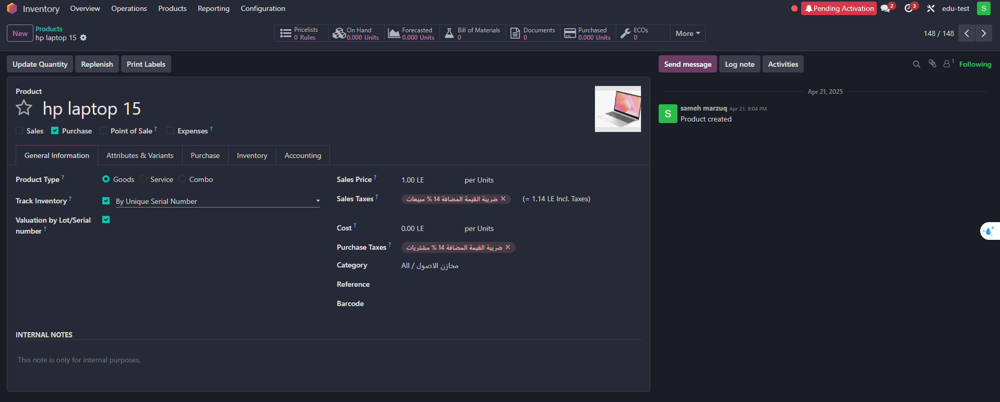 Inventory Overview Operations Products Reporting Configuration
Pending Activation 2 3 edu-test S
New Products
hp laptop 15
Pricelists
0 Rules
On Hand
0.000 Units
Forecasted
0.000 Units
Bill of Materials
0
Documents
0
Purchased
0.000 Units
ECOs
0
More
148 / 148
Update Quantity Replenish Print Labels
Send message Log note Activities
1 Following
Product
hp laptop 15
Sales Purchase Point of Sale ? Expenses ?
General Information Attributes & Variants Purchase Inventory Accounting
Product Type ? Goods Service Combo
Track Inventory ? By Unique Serial Number
Valuation by Lot/Serial
number ?
Sales Price ? 1.00 LE per Units
Sales Taxes ? ضريبة القيمة المضافة 14 % مبيعات (= 1.14 LE Incl. Taxes)
Cost ? 0.00 LE per Units
Purchase Taxes ? ضريبة القيمة المضافة 14 % مشتريات
Category All / مخازن الاصول
Reference
Barcode
INTERNAL NOTES
This note is only for internal purposes.
Apr 21, 2025
S
sameh marzuq Apr 21, 8:04 PM
Product created